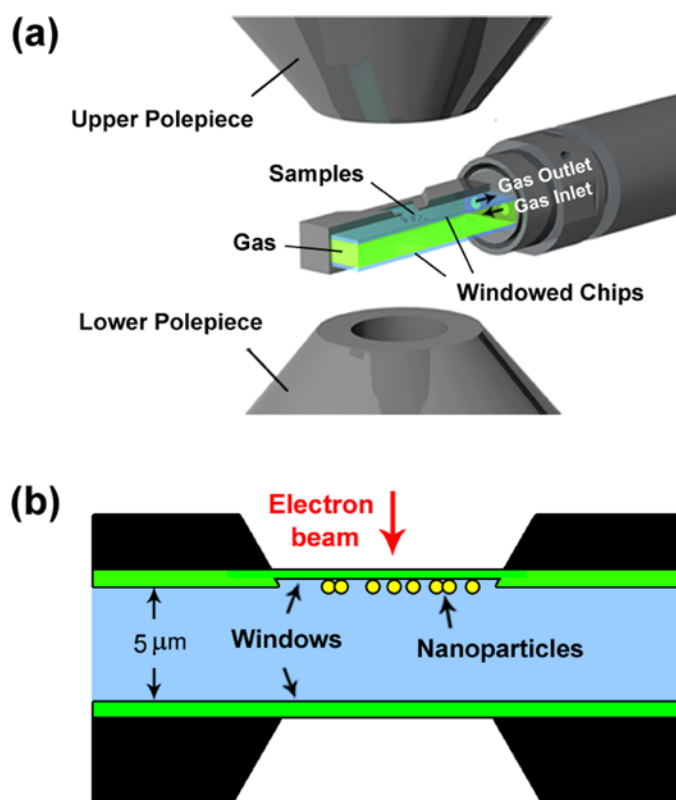 (a)
Upper Polepiece
Samples
Gas Outlet
Gas Inlet
Gas
Windowed Chips
Lower Polepiece
(b)
Electron
beam
5 μm
Windows
Nanoparticles